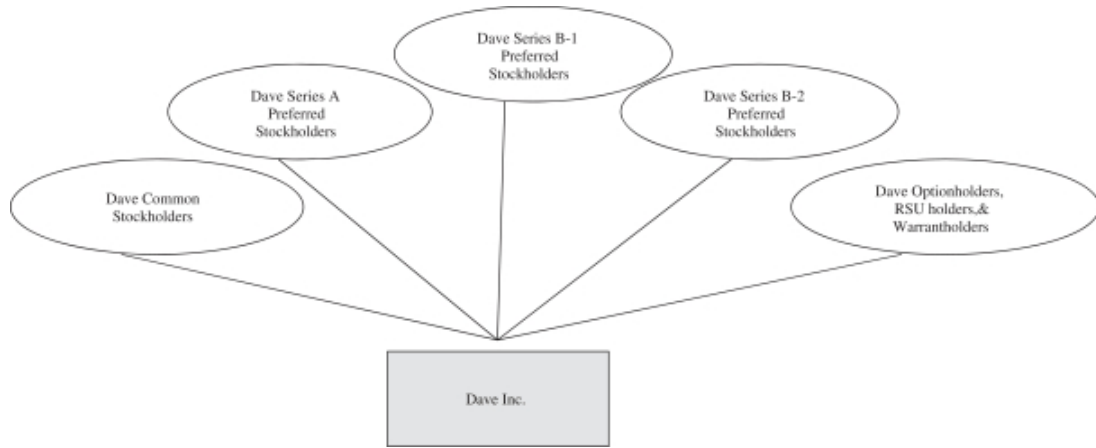 Dave Series B-1
Preferred
Stockholders
Dave Series A
Preferred
Stockholders
Dave Series B-2
Preferred
Stockholders
Dave Common
Stockholders
Dave Optionholders,
RSU holders,&
Warrantholders
Dave Inc.